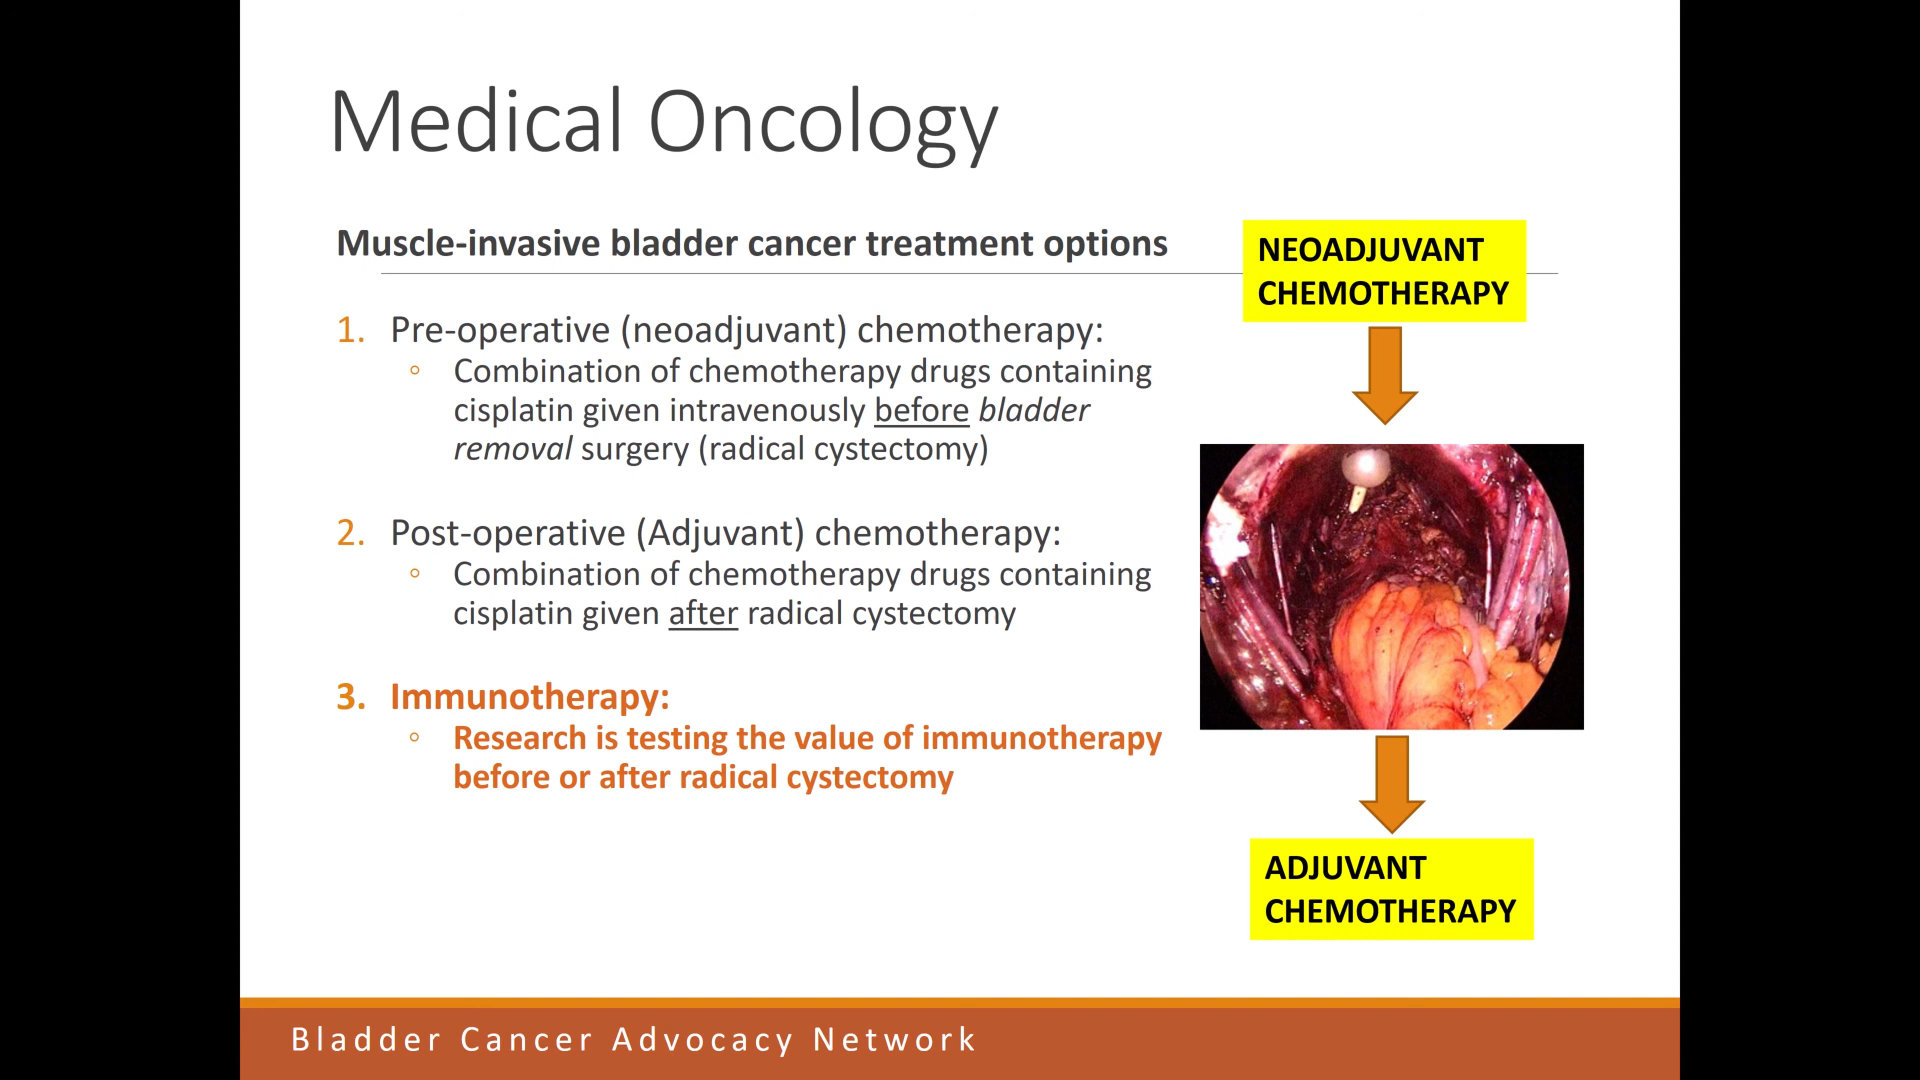 Medical Oncology
Muscle-invasive bladder cancer treatment options
1. Pre-operative (neoadjuvant) chemotherapy:
◦ Combination of chemotherapy drugs containing
cisplatin given intravenously before bladder
removal surgery (radical cystectomy)
2. Post-operative (Adjuvant) chemotherapy:
◦ Combination of chemotherapy drugs containing
cisplatin given after radical cystectomy
3. Immunotherapy:
◦ Research is testing the value of immunotherapy
before or after radical cystectomy
NEOADJUVANT
CHEMOTHERAPY
ADJUVANT
CHEMOTHERAPY
Bladder Cancer Advocacy Network